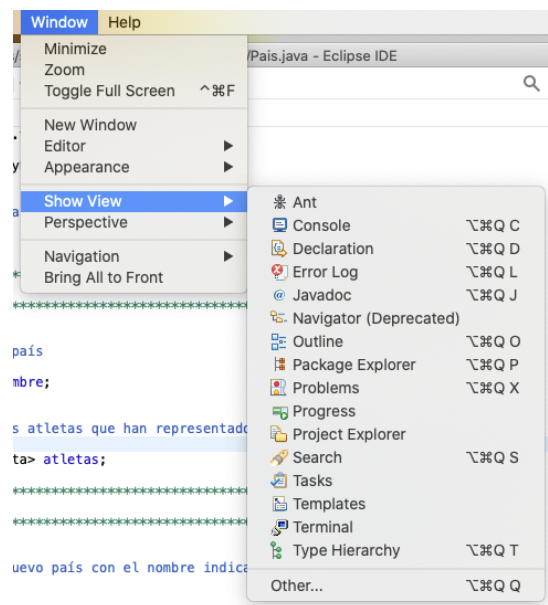 Window Help
/Pais.java - Eclipse IDE
Minimize
Zoom
Toggle Full Screen ^⌘F
New Window
Editor
Appearance
Show View
Perspective
Navigation
Bring All to Front
Ant
Console ⌥⌘Q C
Declaration ⌥⌘Q D
Error Log ⌥⌘Q L
Javadoc ⌥⌘Q J
Navigator (Deprecated)
Outline ⌥⌘Q O
Package Explorer ⌥⌘Q P
Problems ⌥⌘Q X
Progress
Project Explorer
Search ⌥⌘Q S
Tasks
Templates
Terminal
Type Hierarchy ⌥⌘Q T
Other... ⌥⌘Q Q
país
mbre;
s atletas que han representado
ta> atletas;
uevo país con el nombre indica